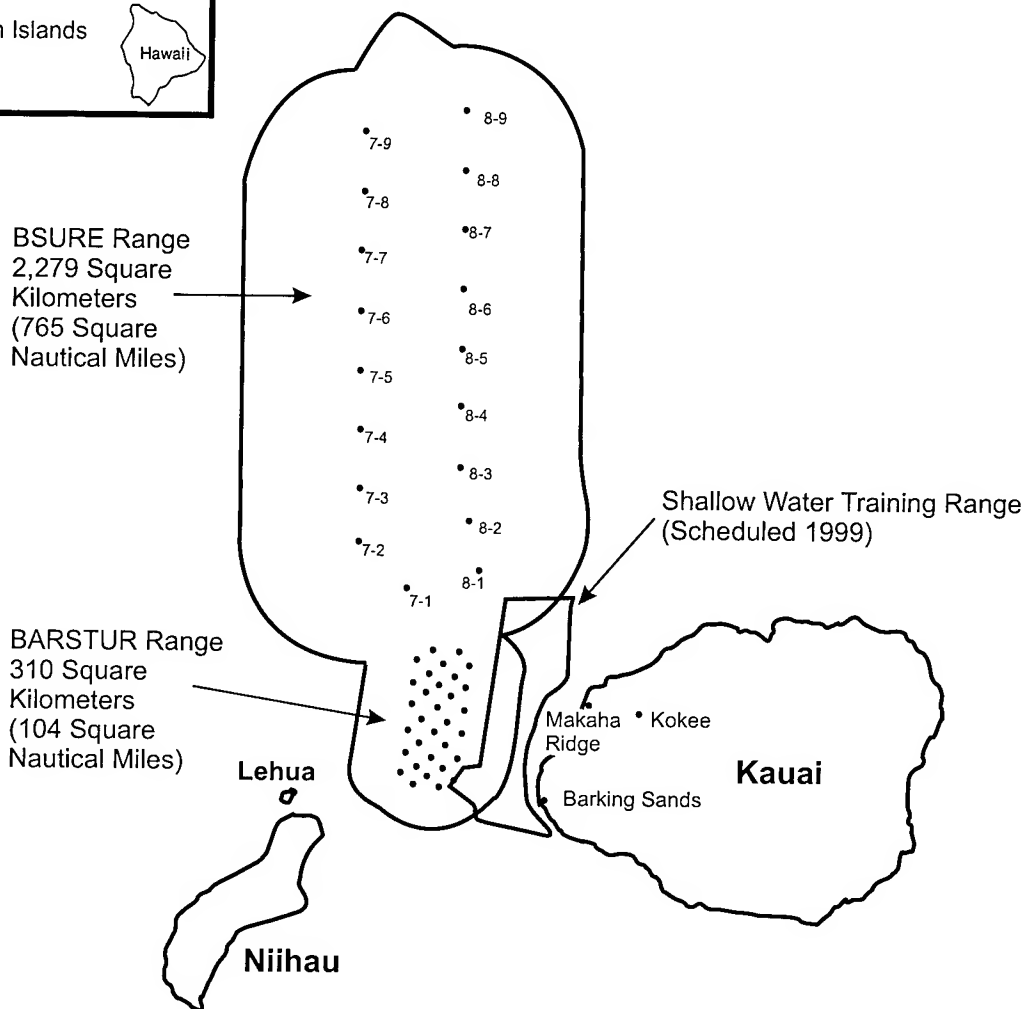 Islands
Hawaii
8-9
7-9
8-8
7-8
8-7
7-7
8-6
7-6
8-5
7-5
8-4
7-4
8-3
7-3
8-2
7-2
8-1
7-1
BSURE Range
2,279 Square
Kilometers
(765 Square
Nautical Miles)
Shallow Water Training Range
(Scheduled 1999)
BARSTUR Range
310 Square
Kilometers
(104 Square
Nautical Miles)
Makaha
Ridge
Kokee
Kauai
Barking Sands
Lehua
Niihau